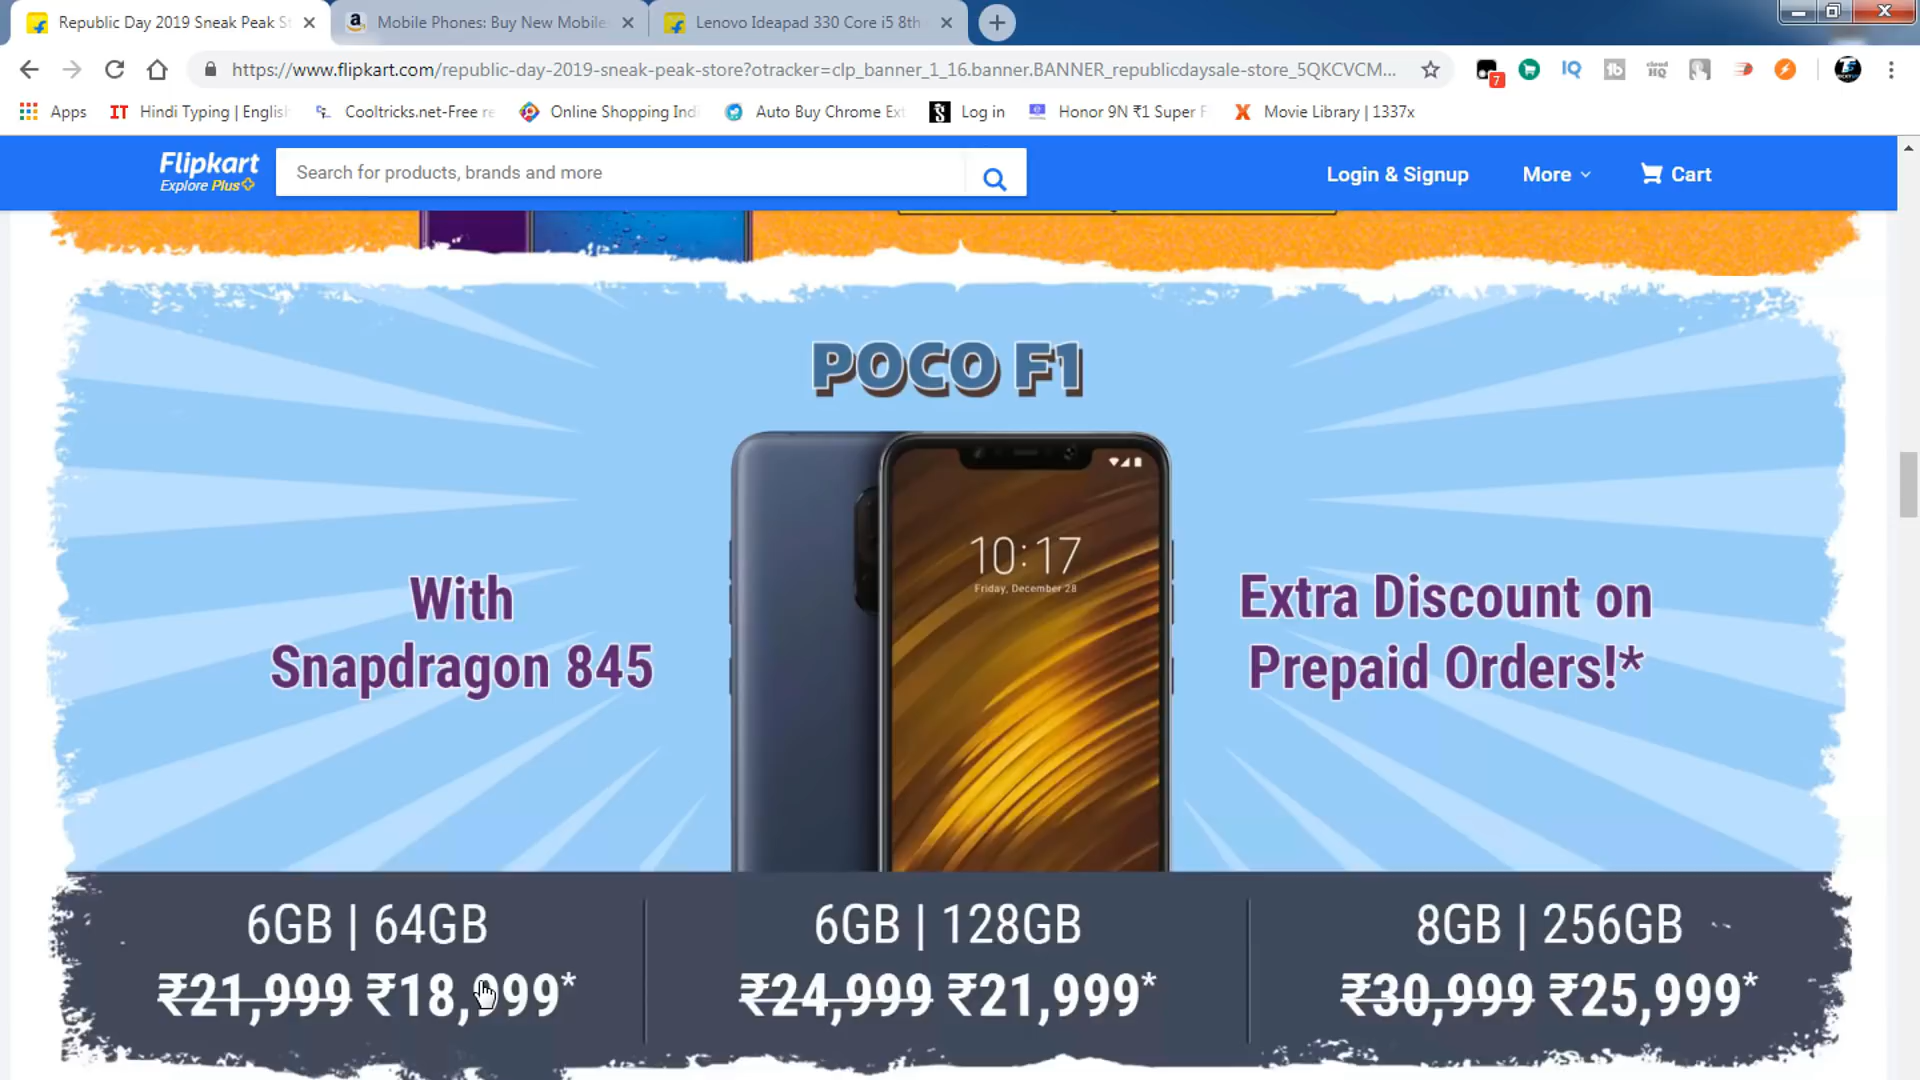 Republic Day 2019 Sneak Peak S
Mobile Phones: Buy New Mobile
Lenovo Ideapad 330 Core i5 8th
https://www.flipkart.com/republic-day-2019-sneak-peak-store?otracker=clp_banner_1_16.banner.BANNER_republicdaysale-store_5QKCVCM...
7
Apps
Hindi Typing | English
Cooltricks.net-Free re
Online Shopping Indi
Auto Buy Chrome Ext
Log in
Honor 9N ₹1 Super F
Movie Library | 1337x
Flipkart
Explore Plus
Search for products, brands and more
Login & Signup
More
Cart
POCO F1
10:17
Friday, December 28
With
Snapdragon 845
Extra Discount on
Prepaid Orders!*
6GB | 64GB
₹21,999 ₹18,999*
6GB | 128GB
₹24,999 ₹21,999*
8GB | 256GB
₹30,999 ₹25,999*